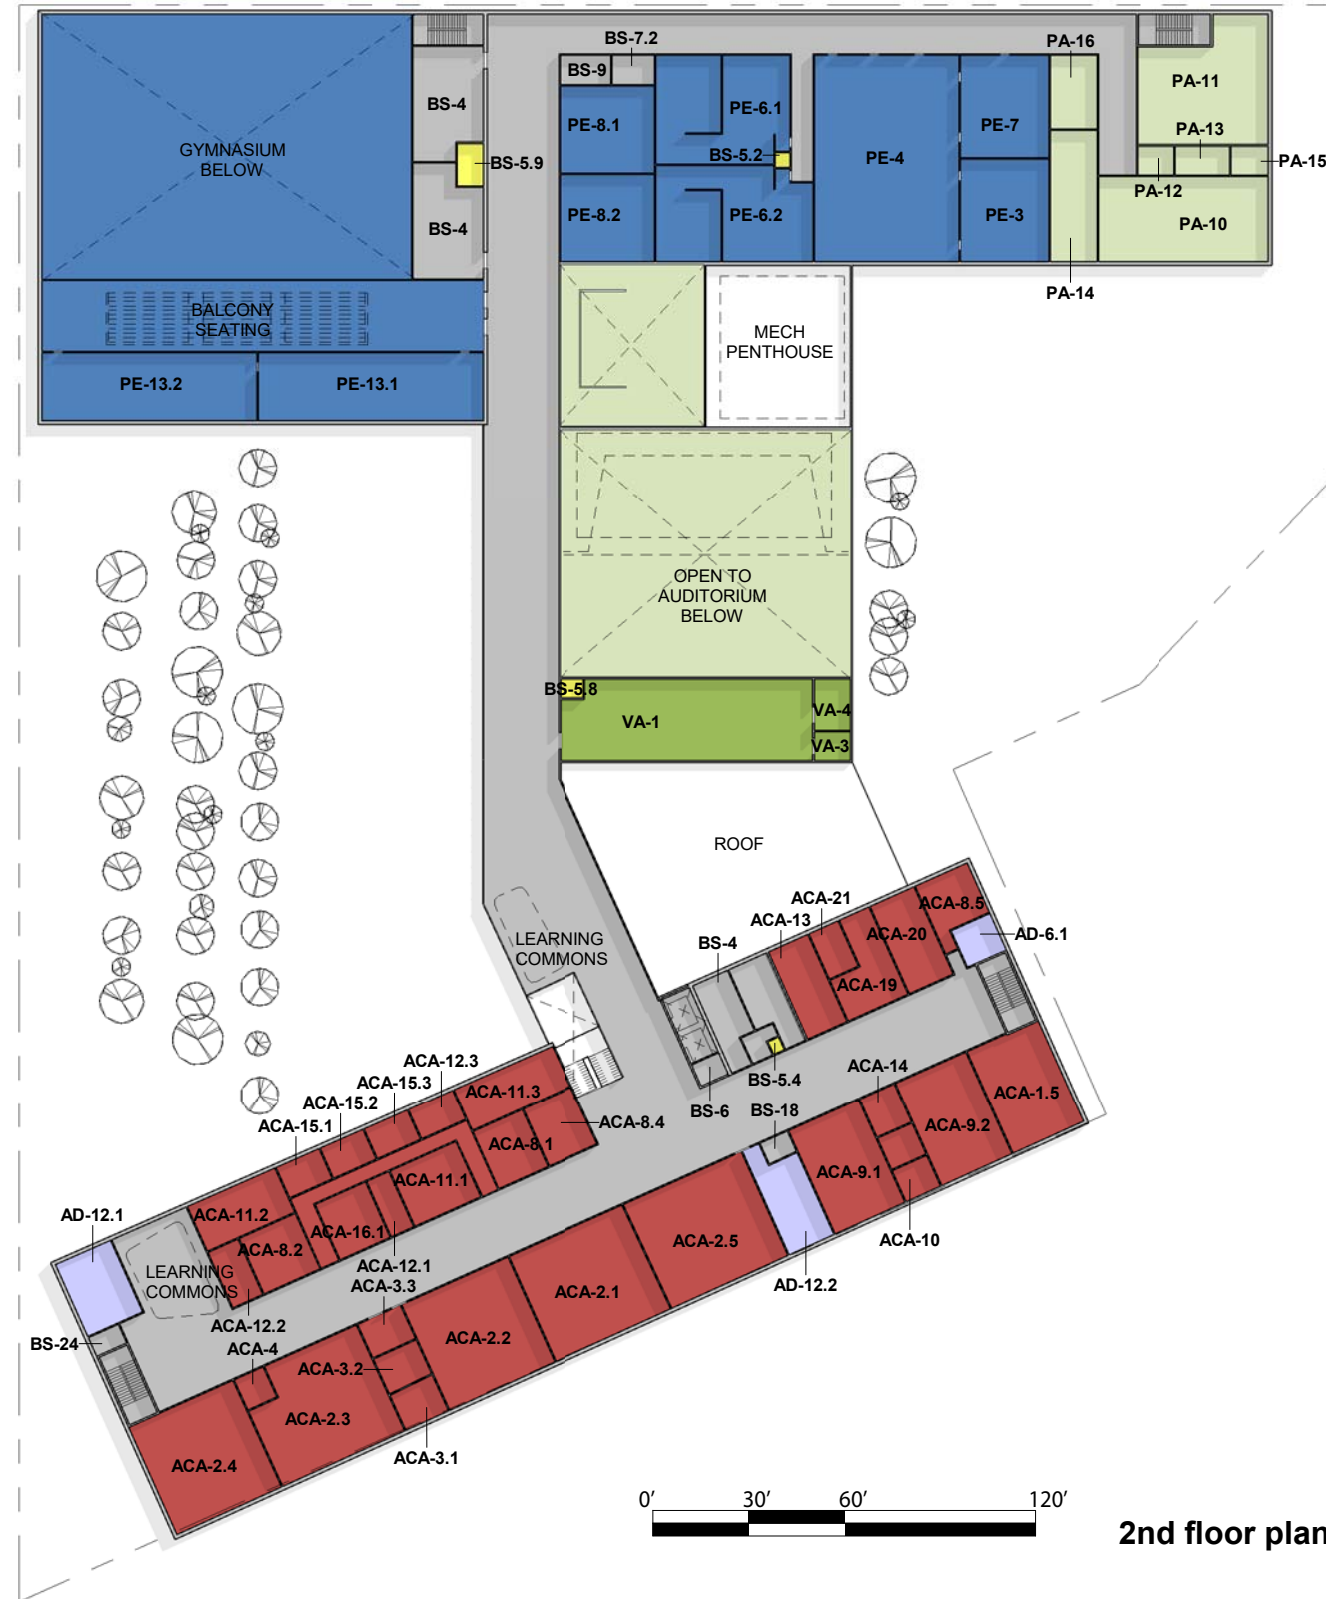 BS-7.2
PA-16
BS-9
PA-11
BS-4
PE-6.1
PE-8.1
PE-7
PA-13
GYMNASIUM
BELOW
BS-5.9
BS-5.2
PE-4
PA-15
PA-12
PE-8.2
PE-6.2
PE-3
BS-4
PA-10
PA-14
BALCONY
SEATING
MECH
PENTHOUSE
PE-13.2
PE-13.1
OPEN TO
AUDITORIUM
BELOW
BS-5.8
VA-1
VA-4
VA-3
ROOF
ACA-21
ACA-8.5
ACA-13
LEARNING
COMMONS
BS-4
ACA-20
AD-6.1
ACA-19
ACA-12.3
ACA-15.3
ACA-15.2
ACA-15.1
ACA-11.3
BS-5.4
ACA-14
BS-6
BS-18
ACA-1.5
ACA-8.4
ACA-8.1
ACA-9.2
ACA-11.1
ACA-9.1
AD-12.1
ACA-11.2
ACA-16.1
ACA-8.2
ACA-10
ACA-2.5
LEARNING
COMMONS
ACA-12.1
ACA-3.3
AD-12.2
ACA-2.1
ACA-12.2
BS-24
ACA-4
ACA-2.2
ACA-3.2
ACA-2.3
ACA-3.1
ACA-2.4
0' 30' 60' 120'
2nd floor plan